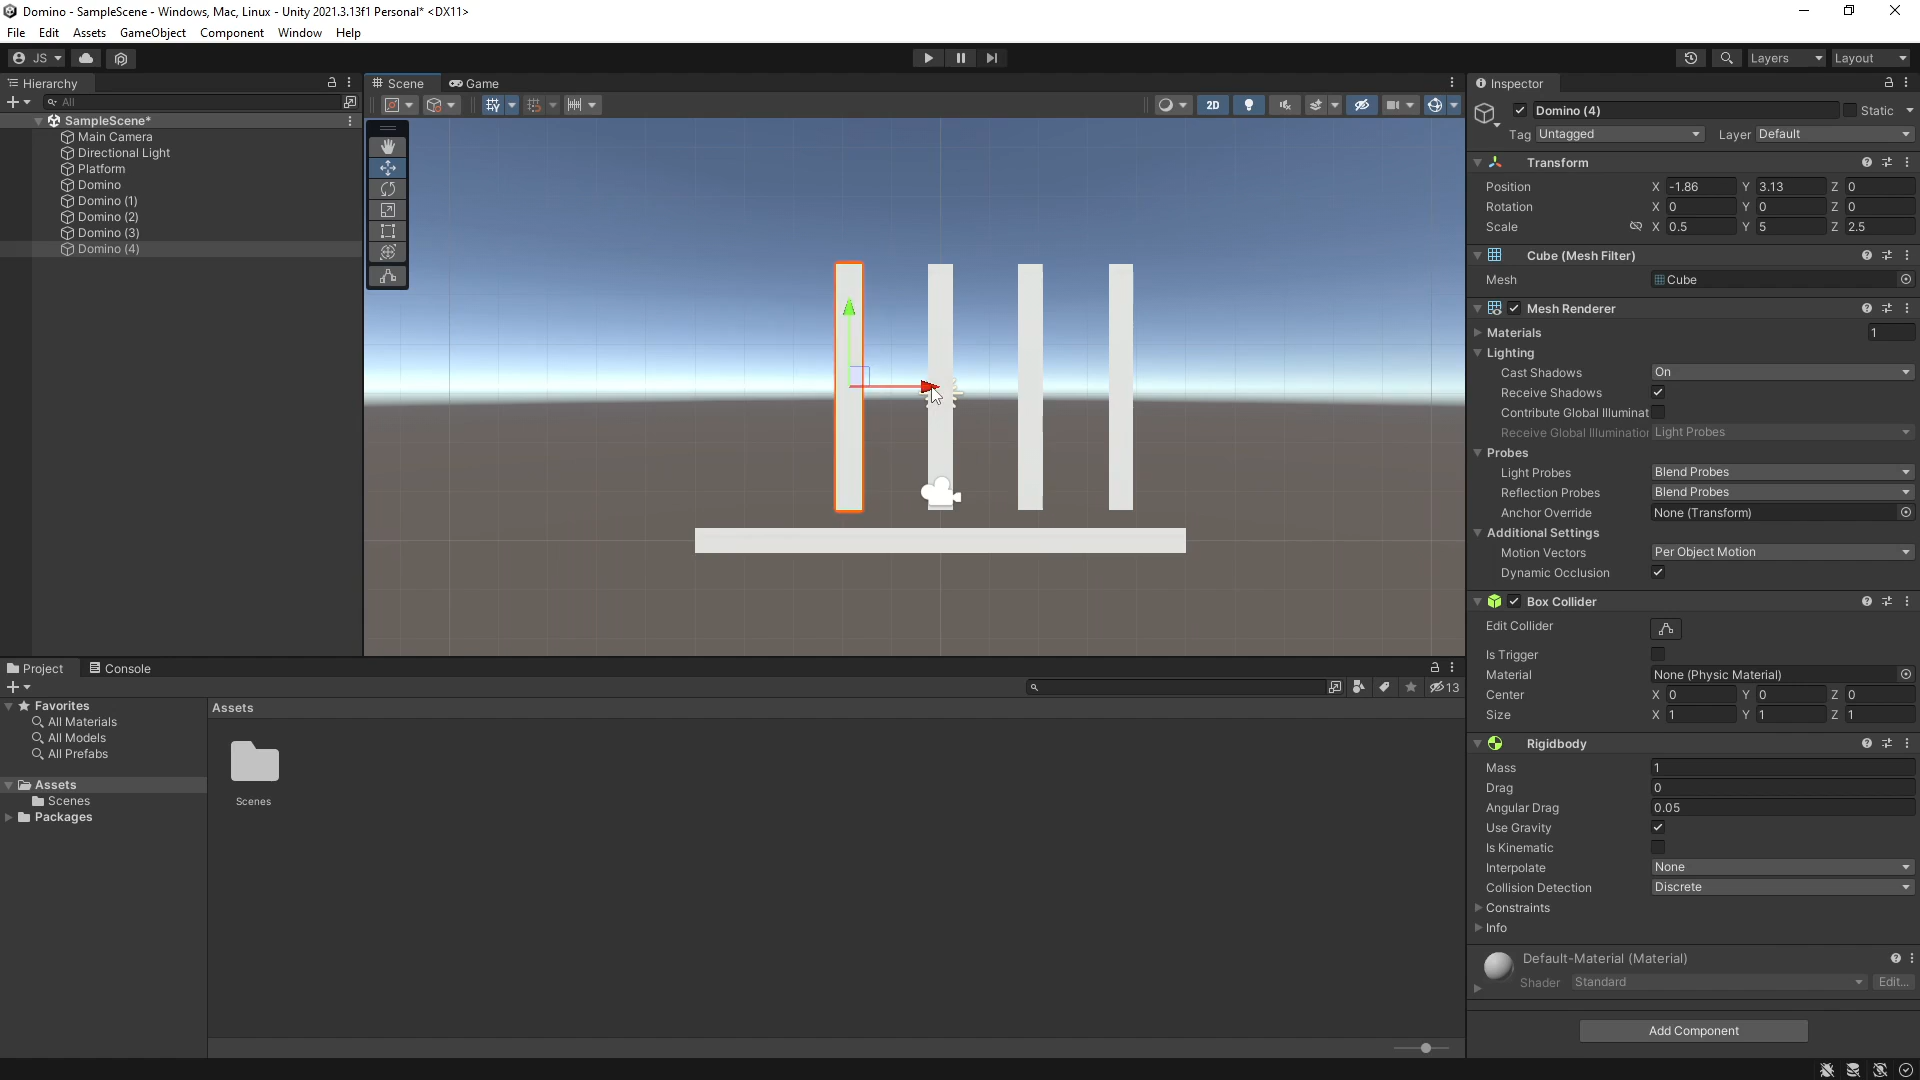 Domino - SampleScene - Windows, Mac, Linux - Unity 2021.3.13f1 Personal* <DX11>
File Edit Assets GameObject Component Window Help
JS Layers Layout
Hierarchy
All
SampleScene*
Main Camera
Directional Light
Platform
Domino
Domino (1)
Domino (2)
Domino (3)
Domino (4)
Scene Game
2D
Inspector
Domino (4) Static
Tag Untagged Layer Default
Transform
Position X -1.86 Y 3.13 Z 0
Rotation X 0 Y 0 Z 0
Scale X 0.5 Y 5 Z 2.5
Cube (Mesh Filter)
Mesh Cube
Mesh Renderer
Materials 1
Lighting
Cast Shadows On
Receive Shadows
Contribute Global Illuminat
Receive Global Illumination Light Probes
Probes
Light Probes Blend Probes
Reflection Probes Blend Probes
Anchor Override None (Transform)
Additional Settings
Motion Vectors Per Object Motion
Dynamic Occlusion
Box Collider
Edit Collider
Is Trigger
Material None (Physic Material)
Center X 0 Y 0 Z 0
Size X 1 Y 1 Z 1
Rigidbody
Mass 1
Drag 0
Angular Drag 0.05
Use Gravity
Is Kinematic
Interpolate None
Collision Detection Discrete
Constraints
Info
Default-Material (Material)
Shader Standard Edit...
Add Component
Project Console
13
Favorites
All Materials
All Models
All Prefabs
Assets
Scenes
Packages
Assets
Scenes